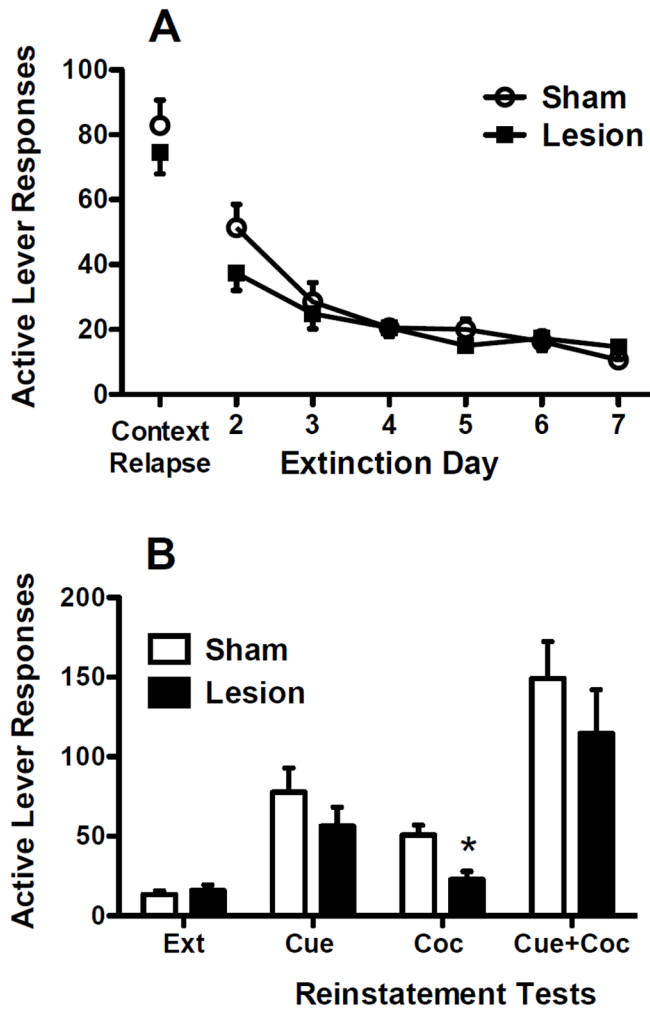 A
Active Lever Responses
100
80
60
40
20
0
Sham
Lesion
Context
Relapse
2
3
4
5
6
7
Extinction Day
B
Active Lever Responses
200
150
100
50
0
Sham
Lesion
*
Ext
Cue
Coc
Cue+Coc
Reinstatement Tests